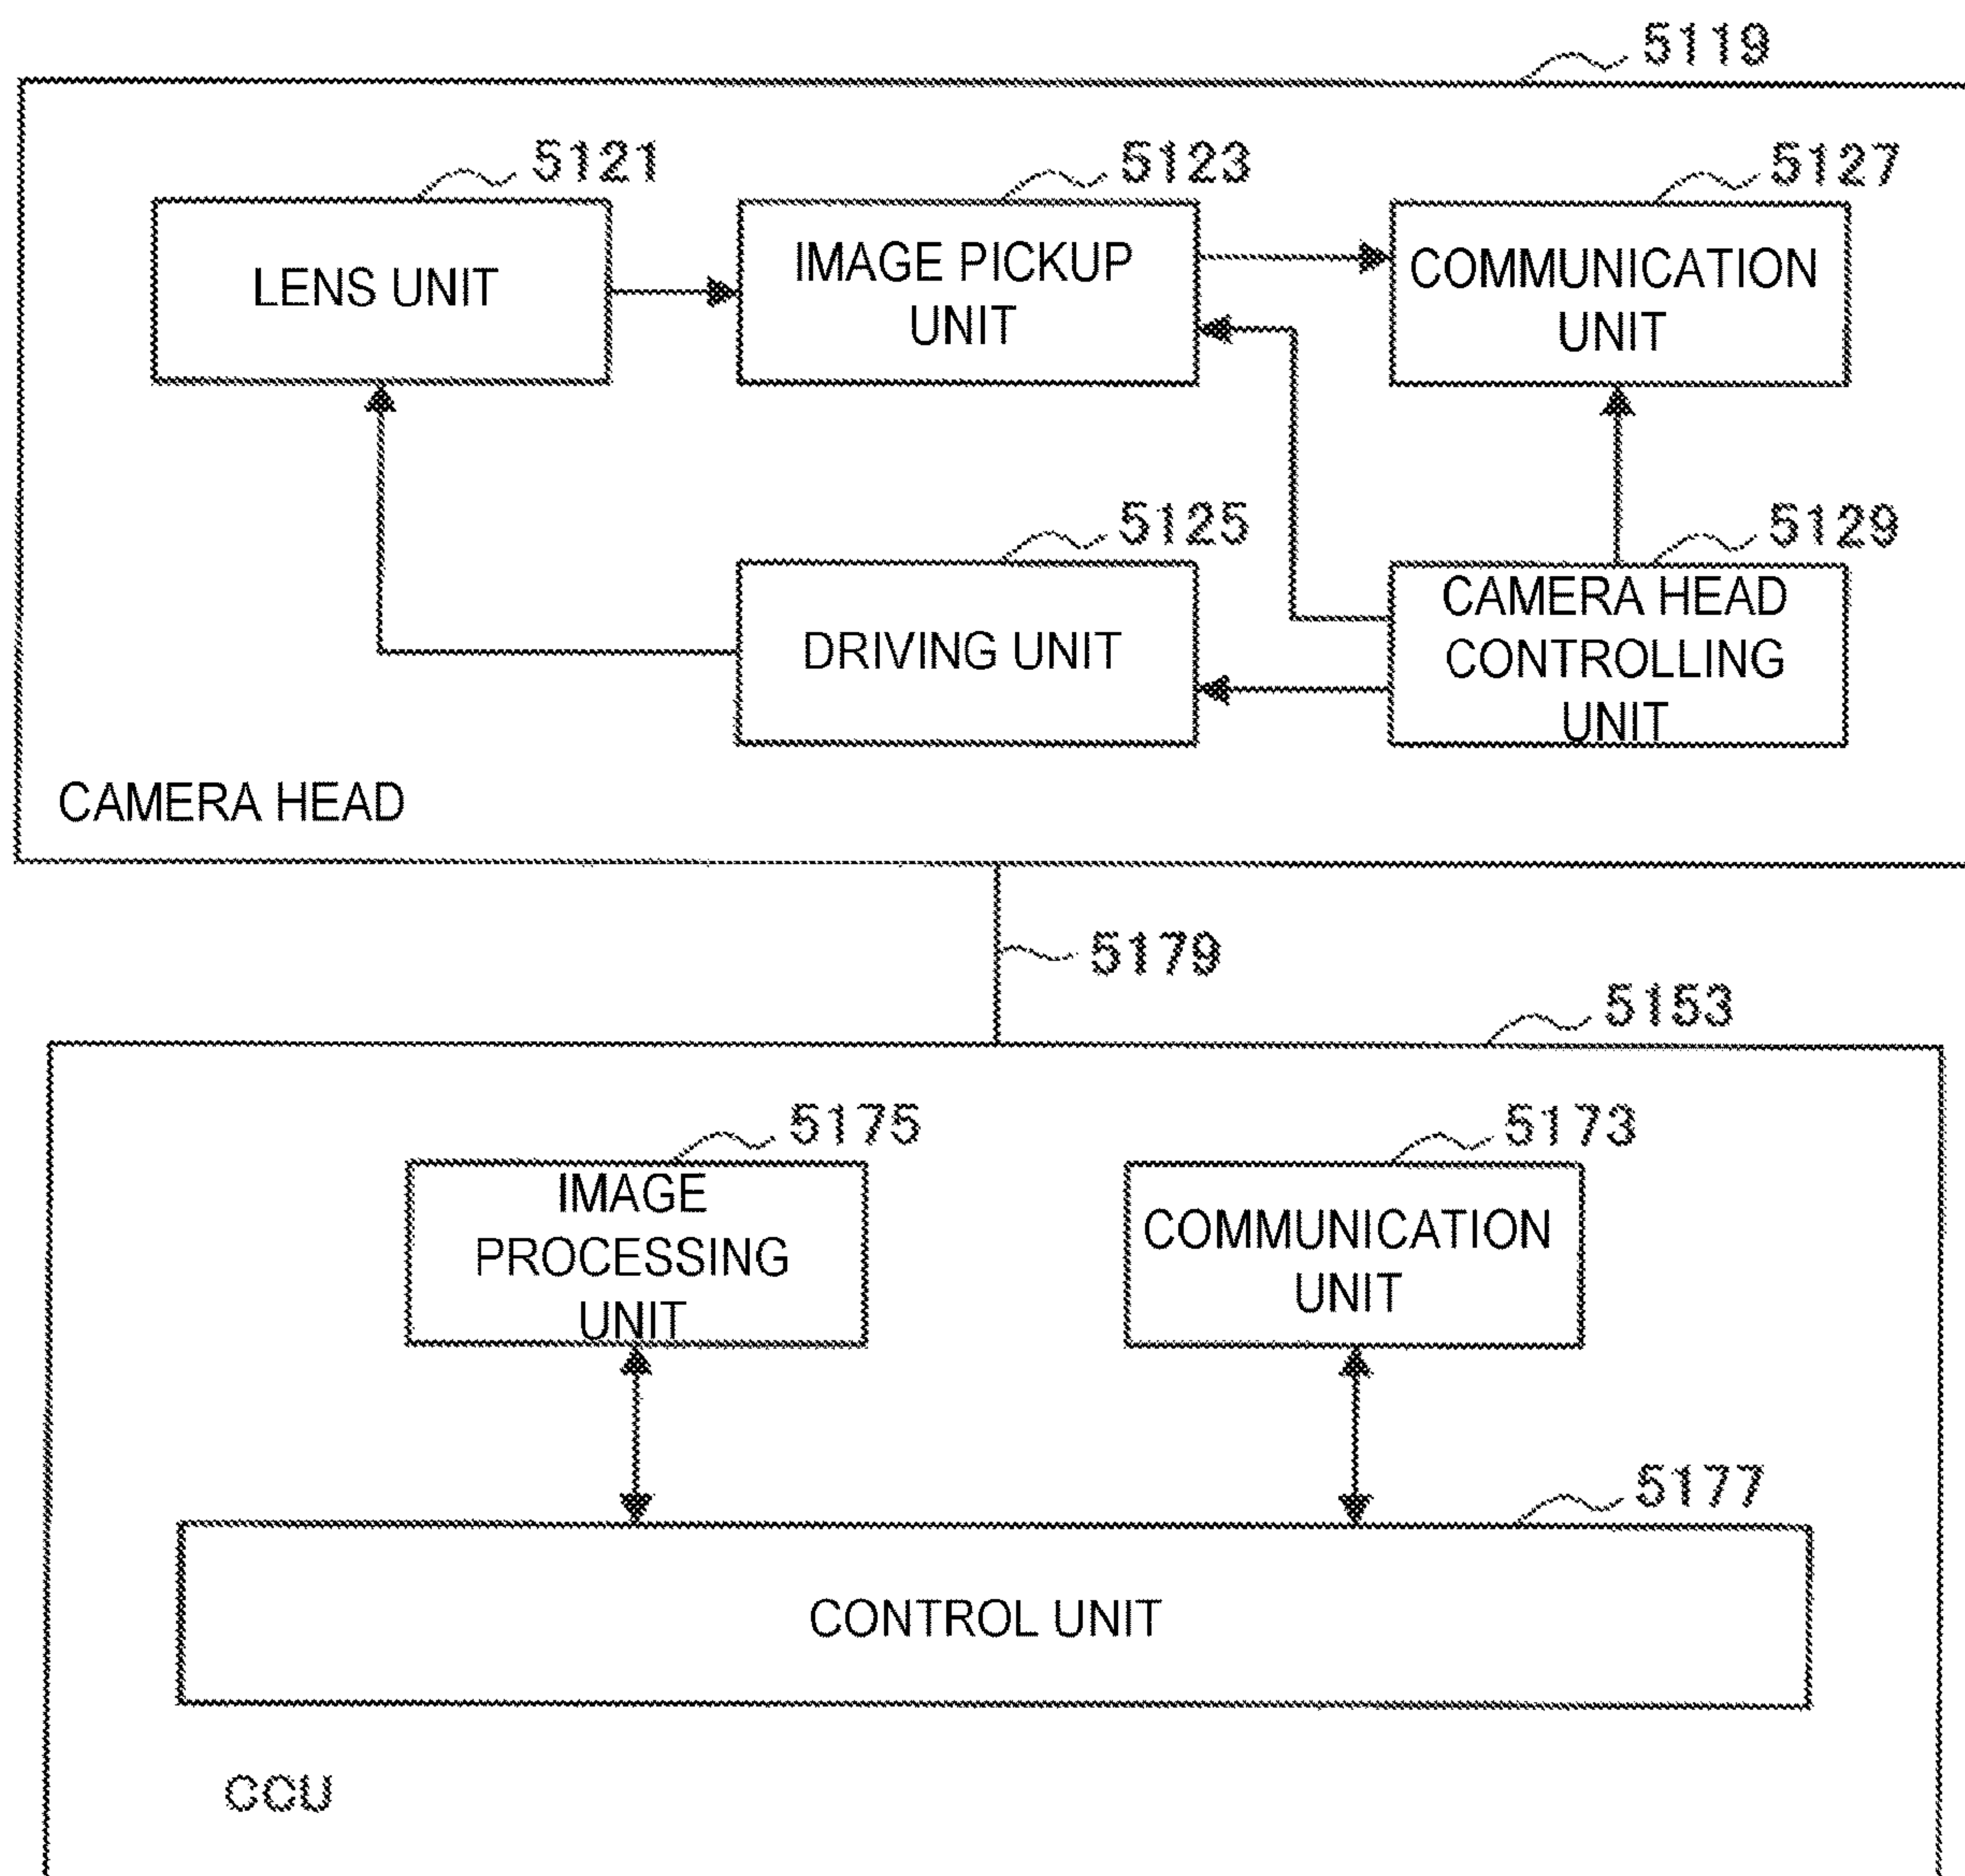 5119
5121
5123
5127
LENS UNIT
IMAGE PICKUP
UNIT
COMMUNICATION
UNIT
5125
5129
DRIVING UNIT
CAMERA HEAD
CONTROLLING
UNIT
CAMERA HEAD
5179
5153
5175
5173
IMAGE
PROCESSING
UNIT
COMMUNICATION
UNIT
5177
CONTROL UNIT
CCU